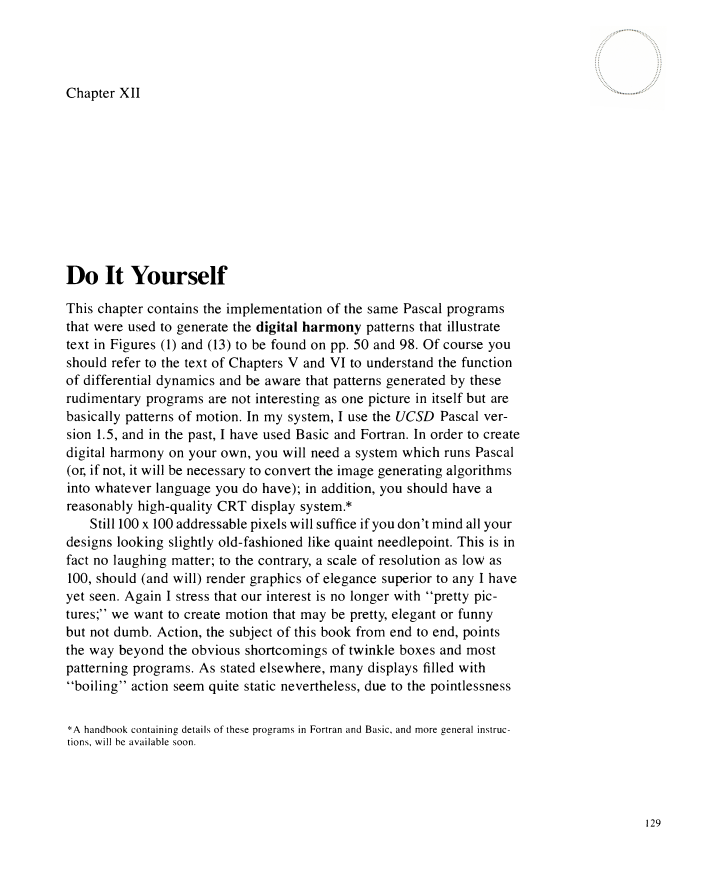 Chapter XII
Do It Yourself
This chapter contains the implementation of the same Pascal programs
that were used to generate the digital harmony patterns that illustrate
text in Figures (1) and (13) to be found on pp. 50 and 98. Of course you
should refer to the text of Chapters V and VI to understand the function
of differential dynamics and be aware that patterns generated by these
rudimentary programs are not interesting as one picture in itself but are
basically patterns of motion. In my system, I use the UCSD Pascal ver-
sion 1.5, and in the past, I have used Basic and Fortran. In order to create
digital harmony on your own, you will need a system which runs Pascal
(or, if not, it will be necessary to convert the image generating algorithms
into whatever language you do have); in addition, you should have a
reasonably high-quality CRT display system.*
Still 100 x 100 addressable pixels will suffice if you don't mind all your
designs looking slightly old-fashioned like quaint needlepoint. This is in
fact no laughing matter; to the contrary, a scale of resolution as low as
100, should (and will) render graphics of elegance superior to any I have
yet seen. Again I stress that our interest is no longer with “pretty pic-
tures;” we want to create motion that may be pretty, elegant or funny
but not dumb. Action, the subject of this book from end to end, points
the way beyond the obvious shortcomings of twinkle boxes and most
patterning programs. As stated elsewhere, many displays filled with
“boiling” action seem quite static nevertheless, due to the pointlessness
*A handbook containing details of these programs in Fortran and Basic, and more general instruc-
tions, will be available soon.
129